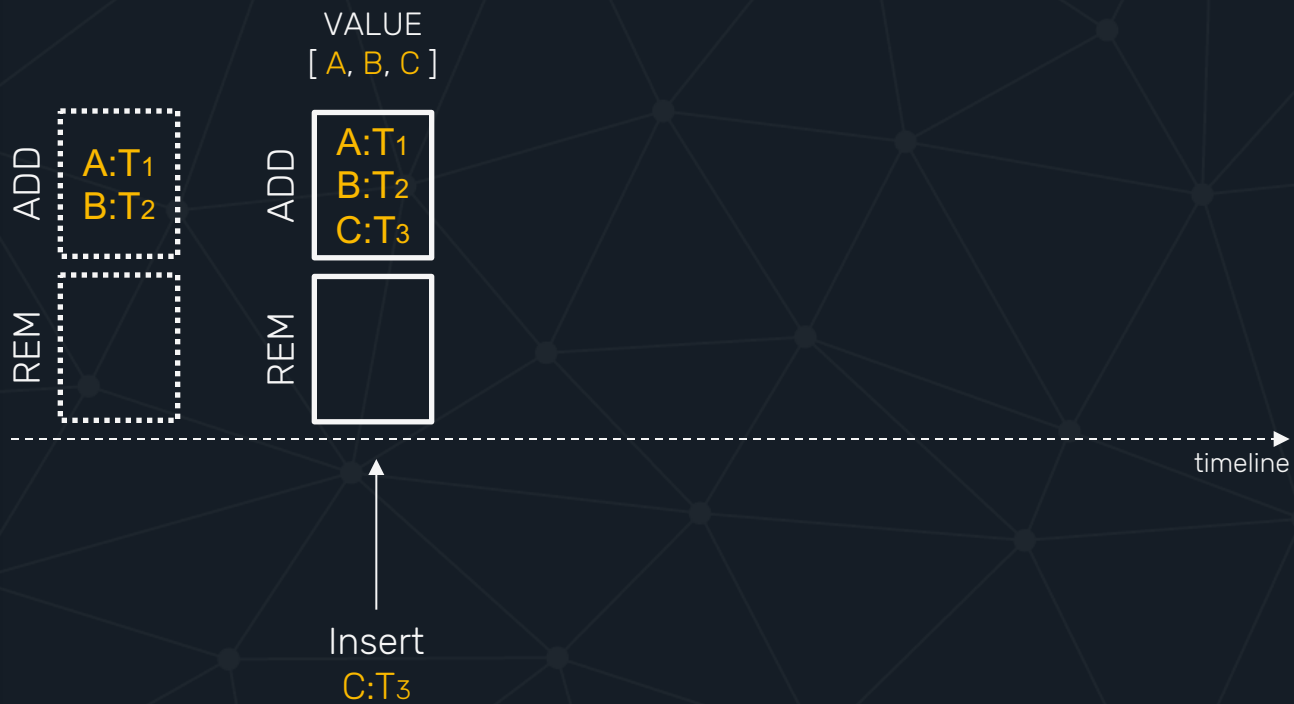 VALUE
[ A, B, C ]
ADD
A:T1
B:T2
ADD
A:T1
B:T2
C:T3
REM
REM
timeline
Insert
C:T3